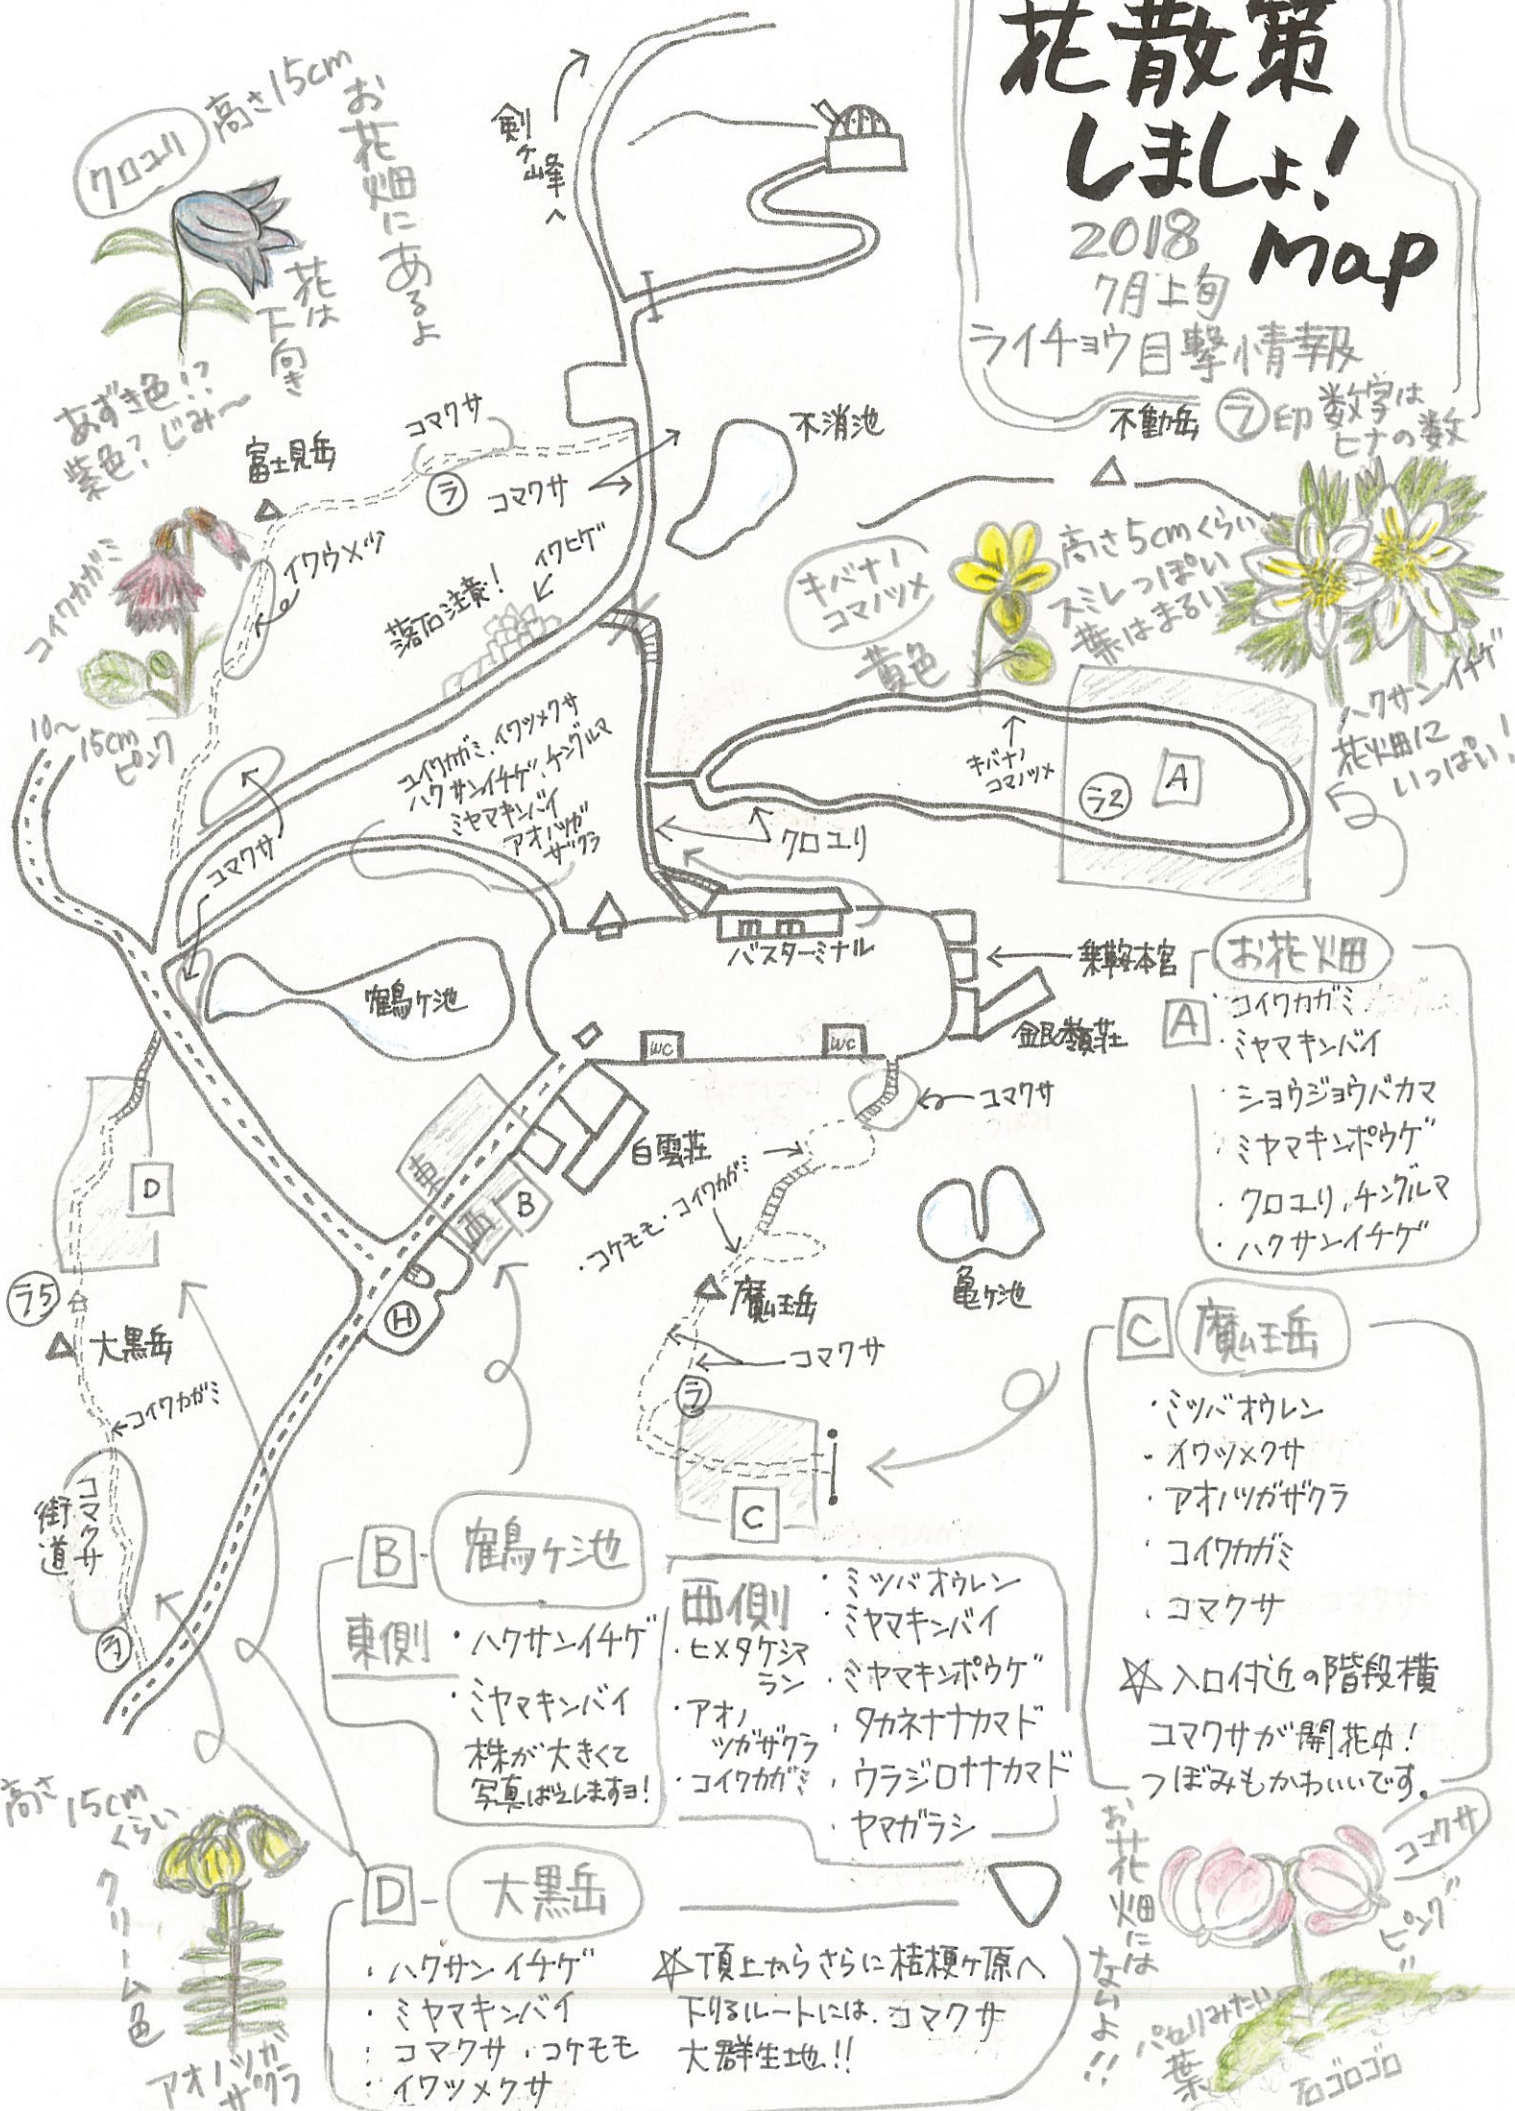 花散策
しましょ!
Map
2018
7月上旬
ライチョウ目撃情報
ラ印 数字は
ヒナの数
クロユリ
高さ15cm
お花畑にあるよ
花は
下向き
あずき色!?
紫色? じみ〜
剣ヶ峰へ
コマクサ
富士見岳
ラ
コマクサ
不消池
不動岳
イワウメ
イワヒゲ
落石注意!
コイワカガミ
10〜
15cm
ピンク
キバナノ
コマノツメ
黄色
高さ5cmくらい
スミレっぽい
葉はまるい
ハクサンイチゲ
花畑に
いっぱい!
コイワカガミ、イワツメクサ
ハクサンイチゲ、チングルマ
ミヤマキンバイ
アオノツガ
ザクラ
キバナノ
コマノツメ
ラ2
A
クロユリ
コマクサ
バスターミナル
鶴ヶ池
乗鞍本宮
銀嶺荘
WC
WC
コマクサ
白雲荘
東
西
B
D
・コケモモ・コイワカガミ
魔王岳
亀ヶ池
H
ラ5
大黒岳
コイワカガミ
コマクサ
ラ
C
コマクサ
街道
ラ
A
お花畑
・コイワカガミ
・ミヤマキンバイ
・ショウジョウバカマ
・ミヤマキンポウゲ
・クロユリ、チングルマ
・ハクサンイチゲ
C 魔王岳
・ミツバオウレン
・イワツメクサ
・アオノツガザクラ
・コイワカガミ
・コマクサ
☆入口付近の階段横
コマクサが開花中!
つぼみもかわいいです。
B 鶴ヶ池
東側
・ハクサンイチゲ
・ミヤマキンバイ
株が大きくて
写真ばえしますヨ!
西側
・ヒメタケシマ
ラン
・アオノ
ツガザクラ
・コイワカガミ
・ミツバオウレン
・ミヤマキンバイ
・ミヤマキンポウゲ
・タカネナナカマド
・ウラジロナナカマド
・ヤマガラシ
D 大黒岳
・ハクサンイチゲ
・ミヤマキンバイ
・コマクサ・コケモモ
・イワツメクサ
☆頂上からさらに桔梗ヶ原へ
下りるルートには、コマクサ
大群生地!!
高さ
15cm
くらい
クリーム色
アオノツガ
ザクラ
コマクサ
ピンク
お花畑には
ないよ!!
パセリみたい
葉
石ゴロゴロ